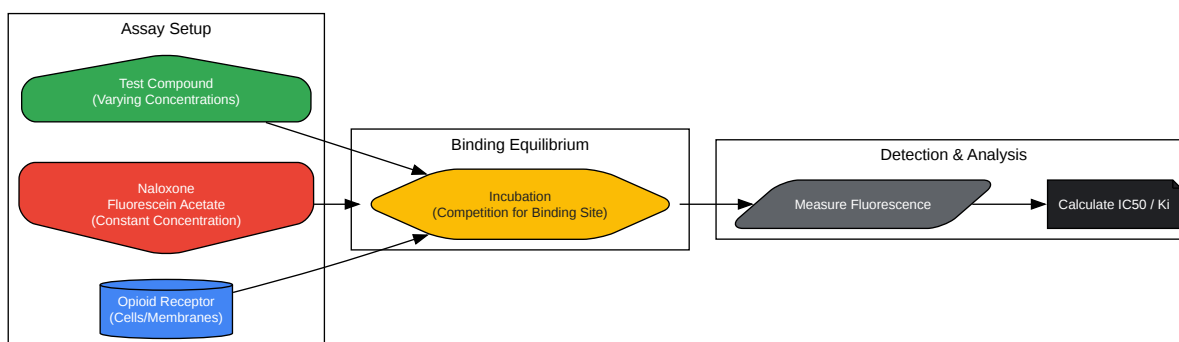 Assay Setup
Test Compound
(Varying Concentrations)
Naloxone
Fluorescein Acetate
(Constant Concentration)
Opioid Receptor
(Cells/Membranes)
Binding Equilibrium
Incubation
(Competition for Binding Site)
Detection & Analysis
Measure Fluorescence
Calculate IC50 / Ki